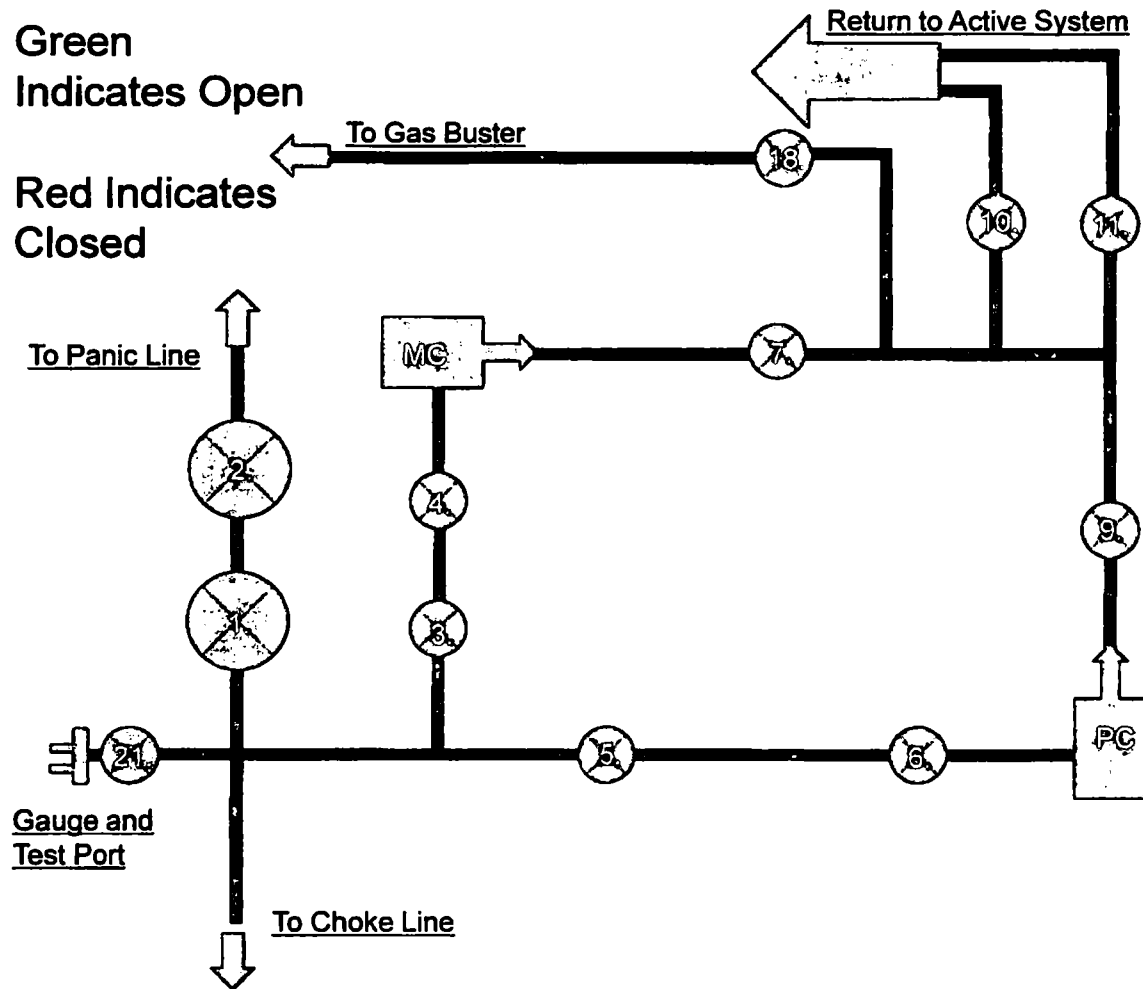 Green
Indicates Open
Return to Active System
To Gas Buster
18
Red Indicates
Closed
10.
11.
To Panic Line
MC
7.
2.
4.
9.
1.
3.
21.
5.
6.
PC
Gauge and
Test Port
To Choke Line